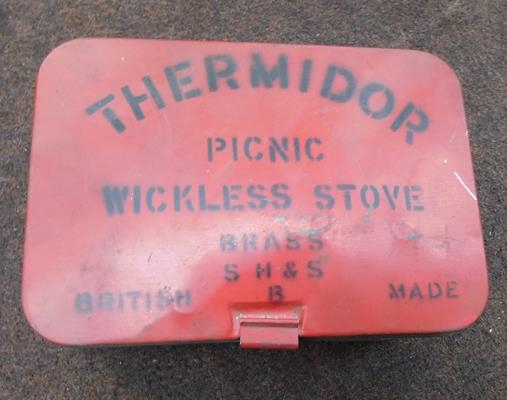 THERMIDOR
PICNIC
WICKLESS STOVE
BRASS
S H & S
BRITISH B MADE